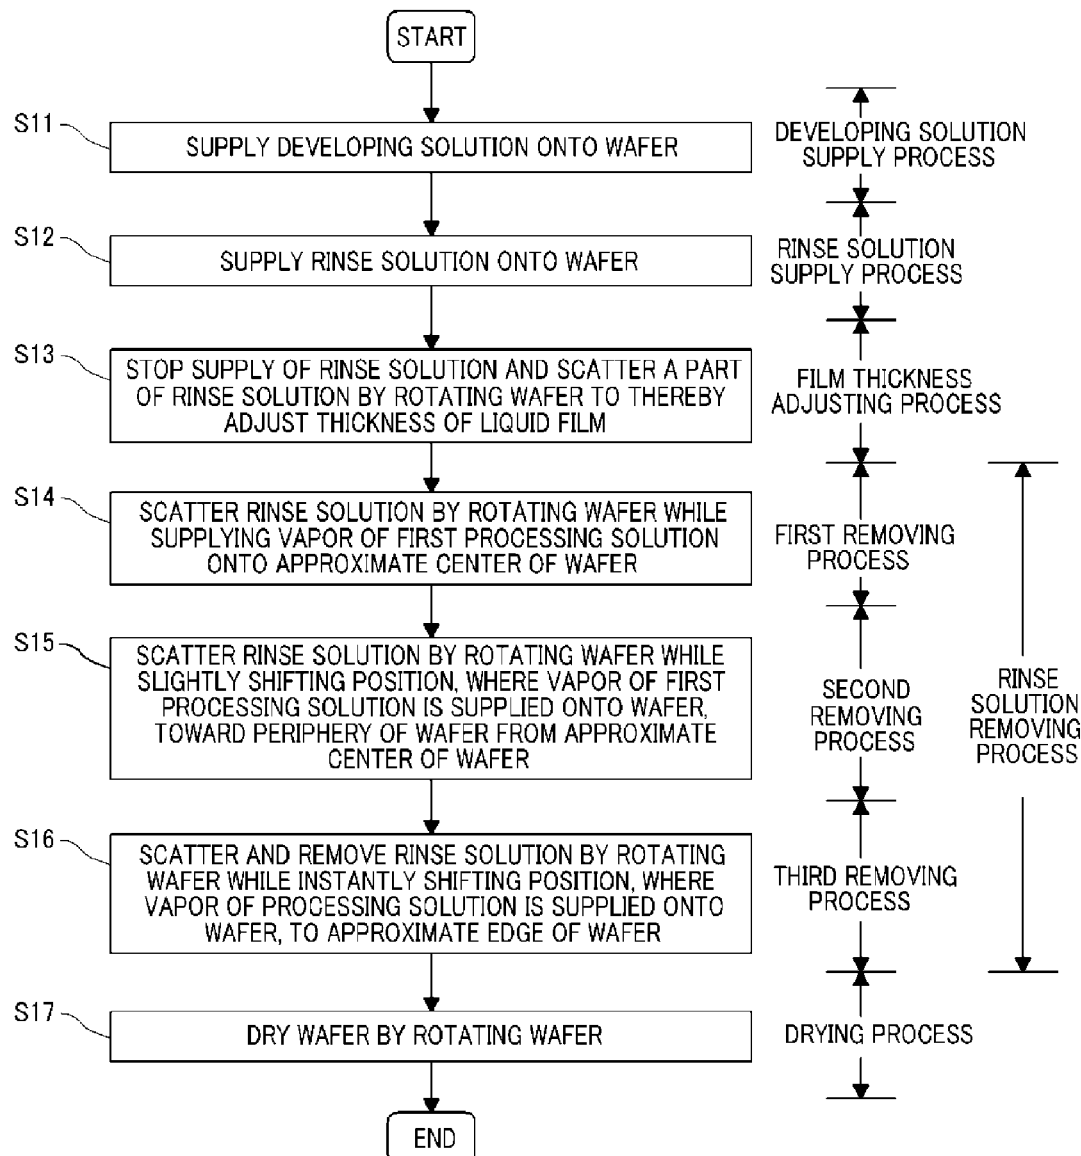 START
S11
SUPPLY DEVELOPING SOLUTION ONTO WAFER
DEVELOPING SOLUTION
SUPPLY PROCESS
S12
SUPPLY RINSE SOLUTION ONTO WAFER
RINSE SOLUTION
SUPPLY PROCESS
S13
STOP SUPPLY OF RINSE SOLUTION AND SCATTER A PART
OF RINSE SOLUTION BY ROTATING WAFER TO THEREBY
ADJUST THICKNESS OF LIQUID FILM
FILM THICKNESS
ADJUSTING PROCESS
S14
SCATTER RINSE SOLUTION BY ROTATING WAFER WHILE
SUPPLYING VAPOR OF FIRST PROCESSING SOLUTION
ONTO APPROXIMATE CENTER OF WAFER
FIRST REMOVING
PROCESS
S15
SCATTER RINSE SOLUTION BY ROTATING WAFER WHILE
SLIGHTLY SHIFTING POSITION, WHERE VAPOR OF FIRST
PROCESSING SOLUTION IS SUPPLIED ONTO WAFER,
TOWARD PERIPHERY OF WAFER FROM APPROXIMATE
CENTER OF WAFER
SECOND
REMOVING
PROCESS
RINSE
SOLUTION
REMOVING
PROCESS
S16
SCATTER AND REMOVE RINSE SOLUTION BY ROTATING
WAFER WHILE INSTANTLY SHIFTING POSITION, WHERE
VAPOR OF PROCESSING SOLUTION IS SUPPLIED ONTO
WAFER, TO APPROXIMATE EDGE OF WAFER
THIRD REMOVING
PROCESS
S17
DRY WAFER BY ROTATING WAFER
DRYING PROCESS
END